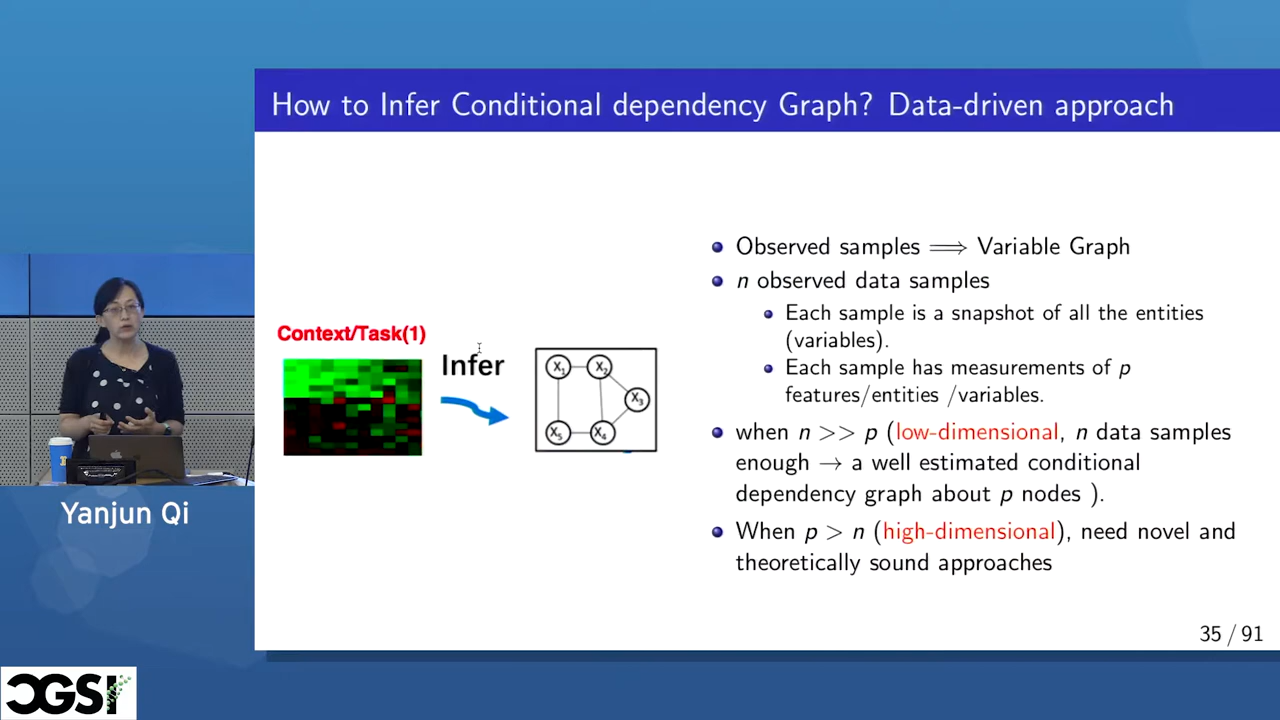 How to Infer Conditional dependency Graph? Data-driven approach
Observed samples ⟹ Variable Graph
n observed data samples
Each sample is a snapshot of all the entities
(variables).
Each sample has measurements of p
features/entities /variables.
when n >> p (low-dimensional, n data samples
enough → a well estimated conditional
dependency graph about p nodes ).
When p > n (high-dimensional), need novel and
theoretically sound approaches
Context/Task(1)
Infer
X₁ X₂
X₃
X₅ X₄
35 / 91
Yanjun Qi
CGSI